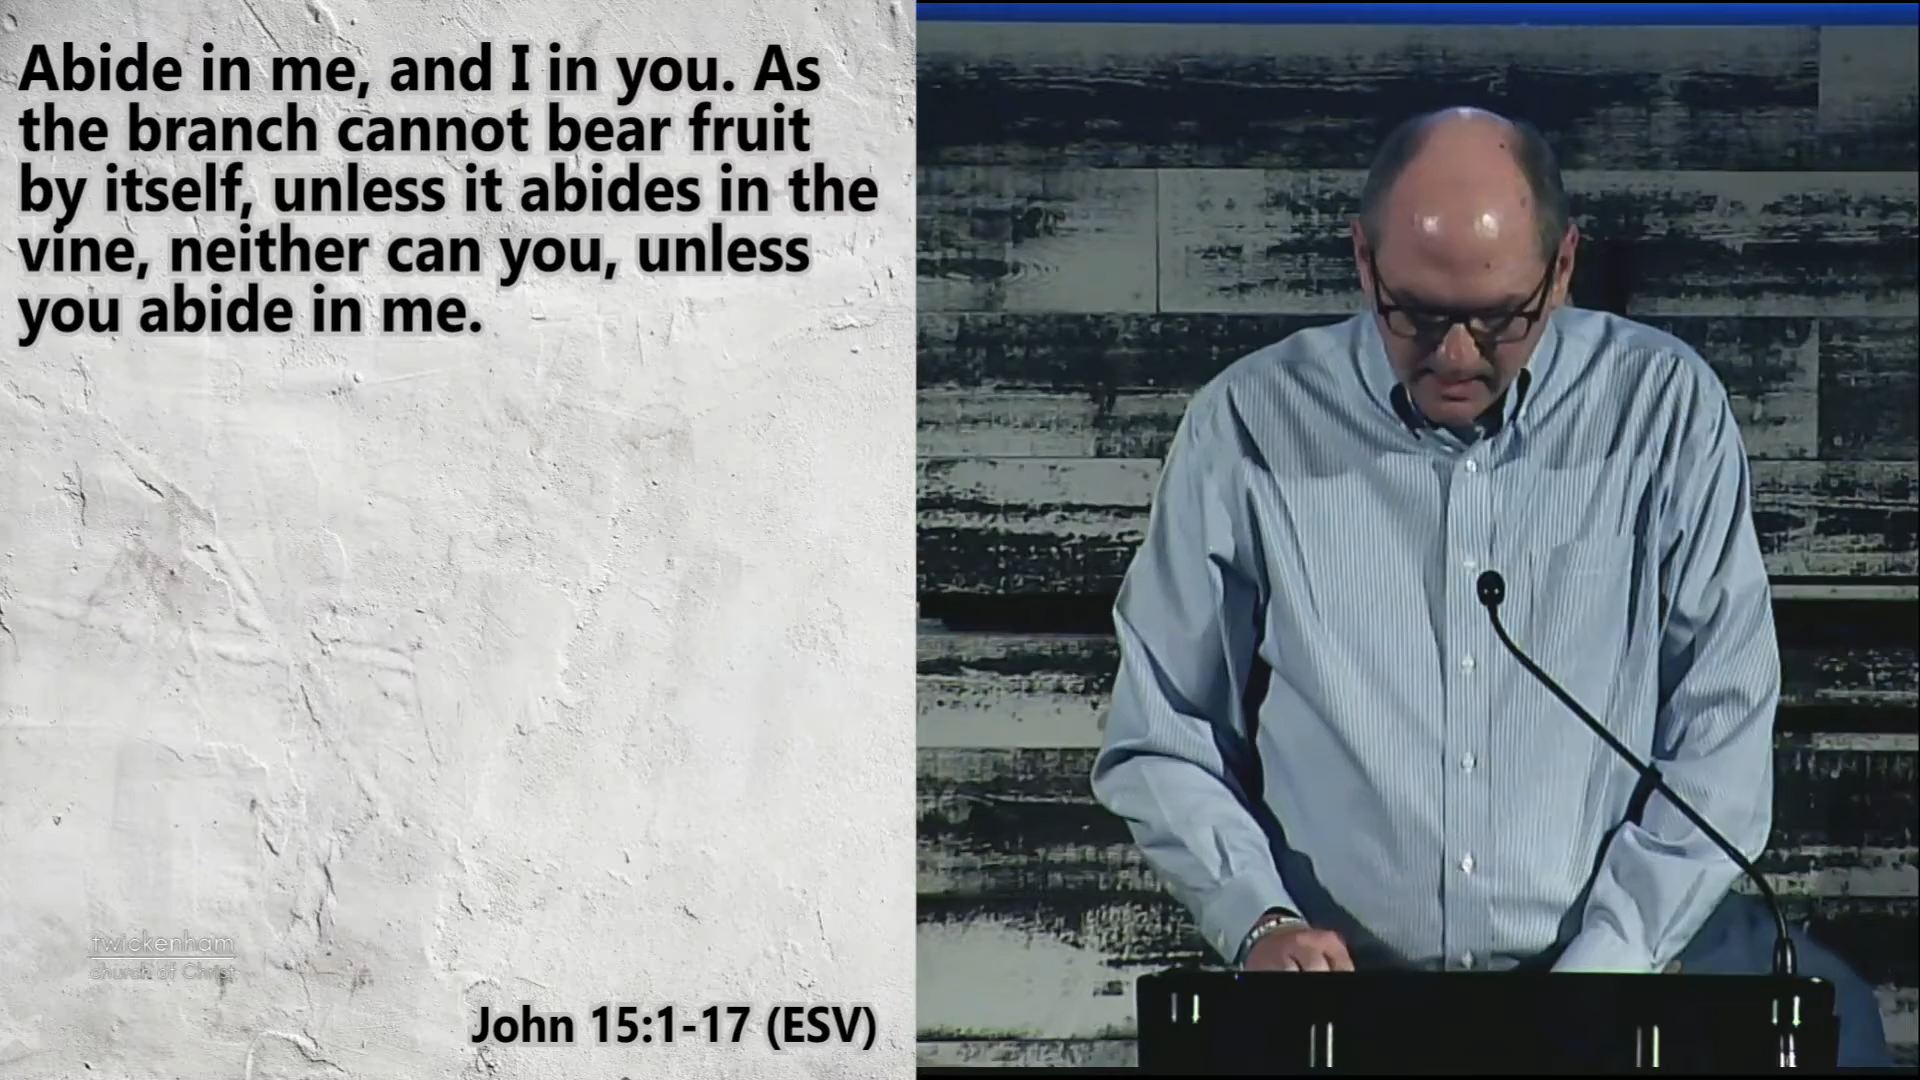 Abide in me, and I in you. As
the branch cannot bear fruit
by itself, unless it abides in the
vine, neither can you, unless
you abide in me.
twickenham
church of Christ
John 15:1-17 (ESV)